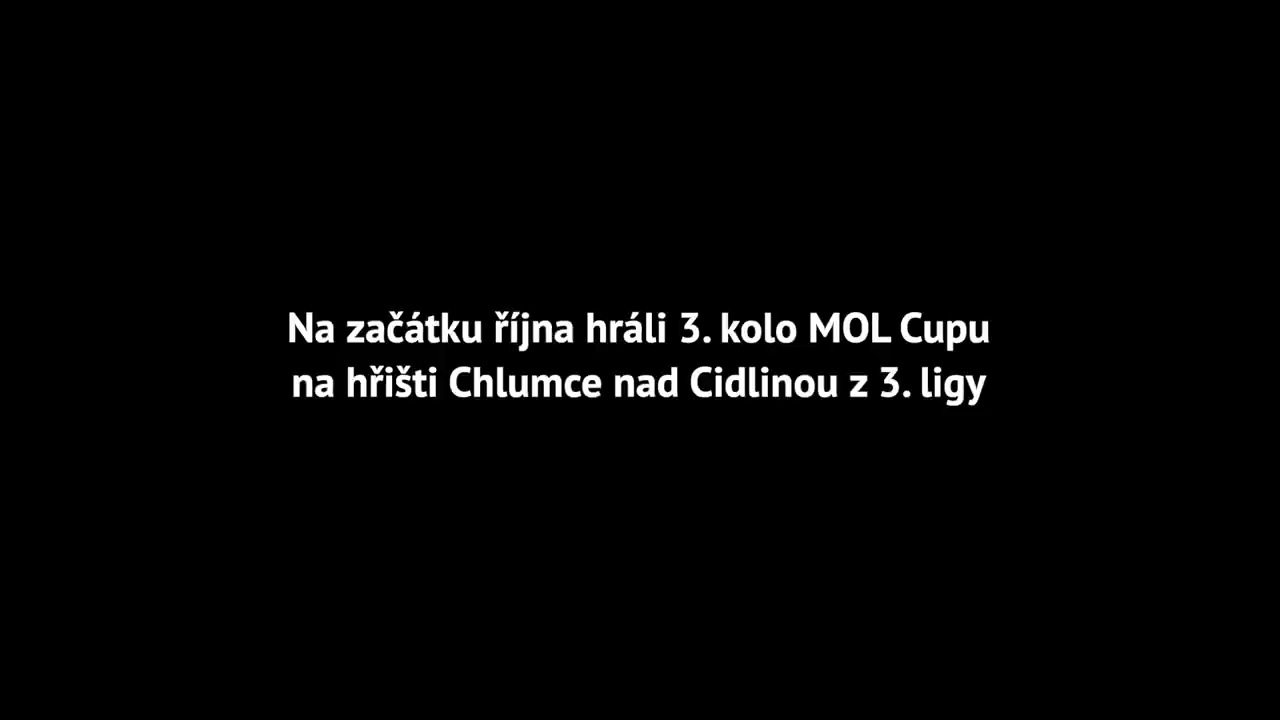 Na začátku října hráli 3. kolo MOL Cupu
na hřišti Chlumce nad Cidlinou z 3. ligy